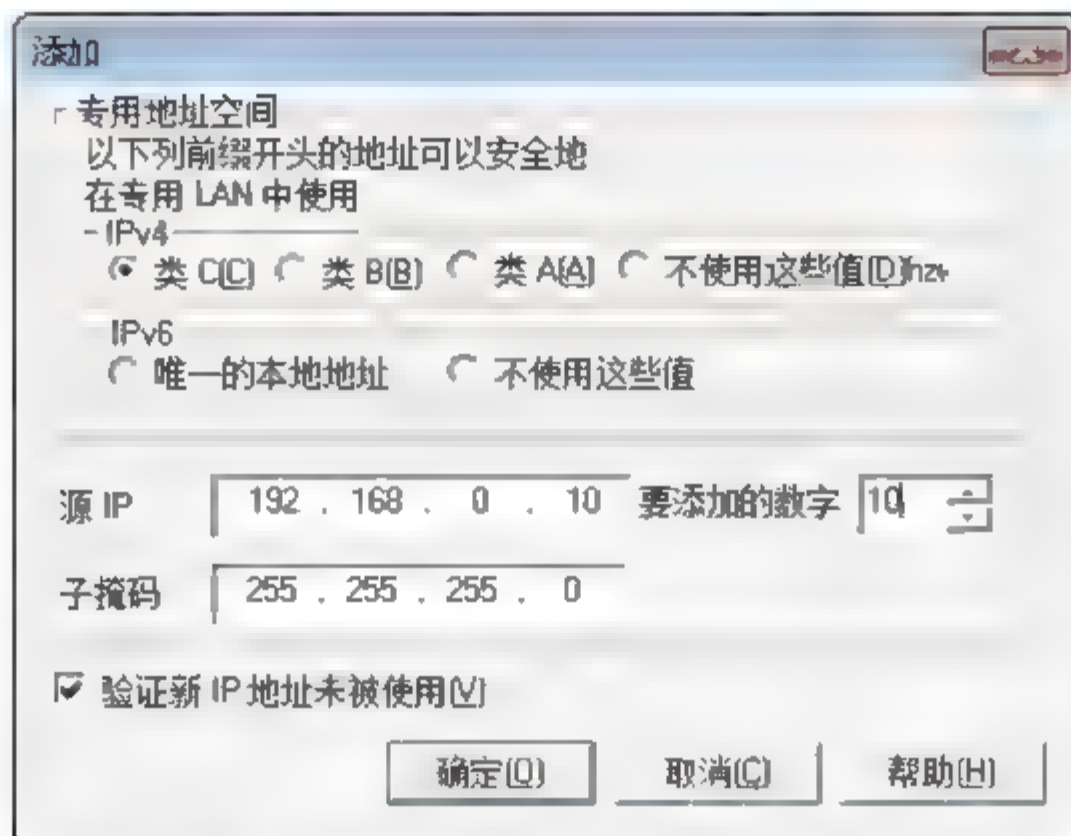 添加
专用地址空间
以下列前缀开头的地址可以安全地
在专用 LAN 中使用
IPv4
类 C(C) 类 B(B) 类 A(A) 不使用这些值(D)
IPv6
唯一的本地地址 不使用这些值
源 IP 192 . 168 . 0 . 10 要添加的数字 10
子掩码 255 . 255 . 255 . 0
验证新 IP 地址未被使用(V)
确定(O) 取消(C) 帮助(H)